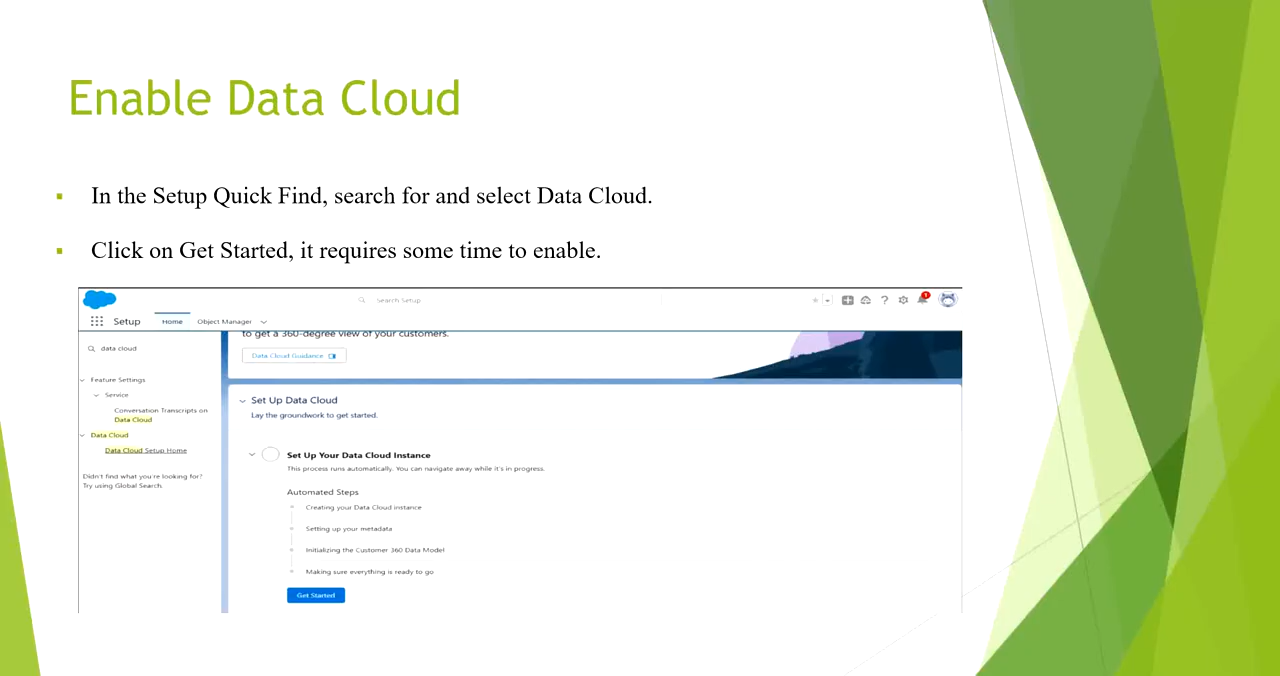 Enable Data Cloud
In the Setup Quick Find, search for and select Data Cloud.
Click on Get Started, it requires some time to enable.
Search Setup
1
Setup
Home
Object Manager
to get a 360-degree view of your customers.
Data Cloud Guidance
data cloud
Feature Settings
Service
Conversation Transcripts on
Data Cloud
Data Cloud
Data Cloud Setup Home
Didn't find what you're looking for?
Try using Global Search.
Set Up Data Cloud
Lay the groundwork to get started.
Set Up Your Data Cloud Instance
This process runs automatically. You can navigate away while it's in progress.
Automated Steps
Creating your Data Cloud instance
Setting up your metadata
Initializing the Customer 360 Data Model
Making sure everything is ready to go
Get Started